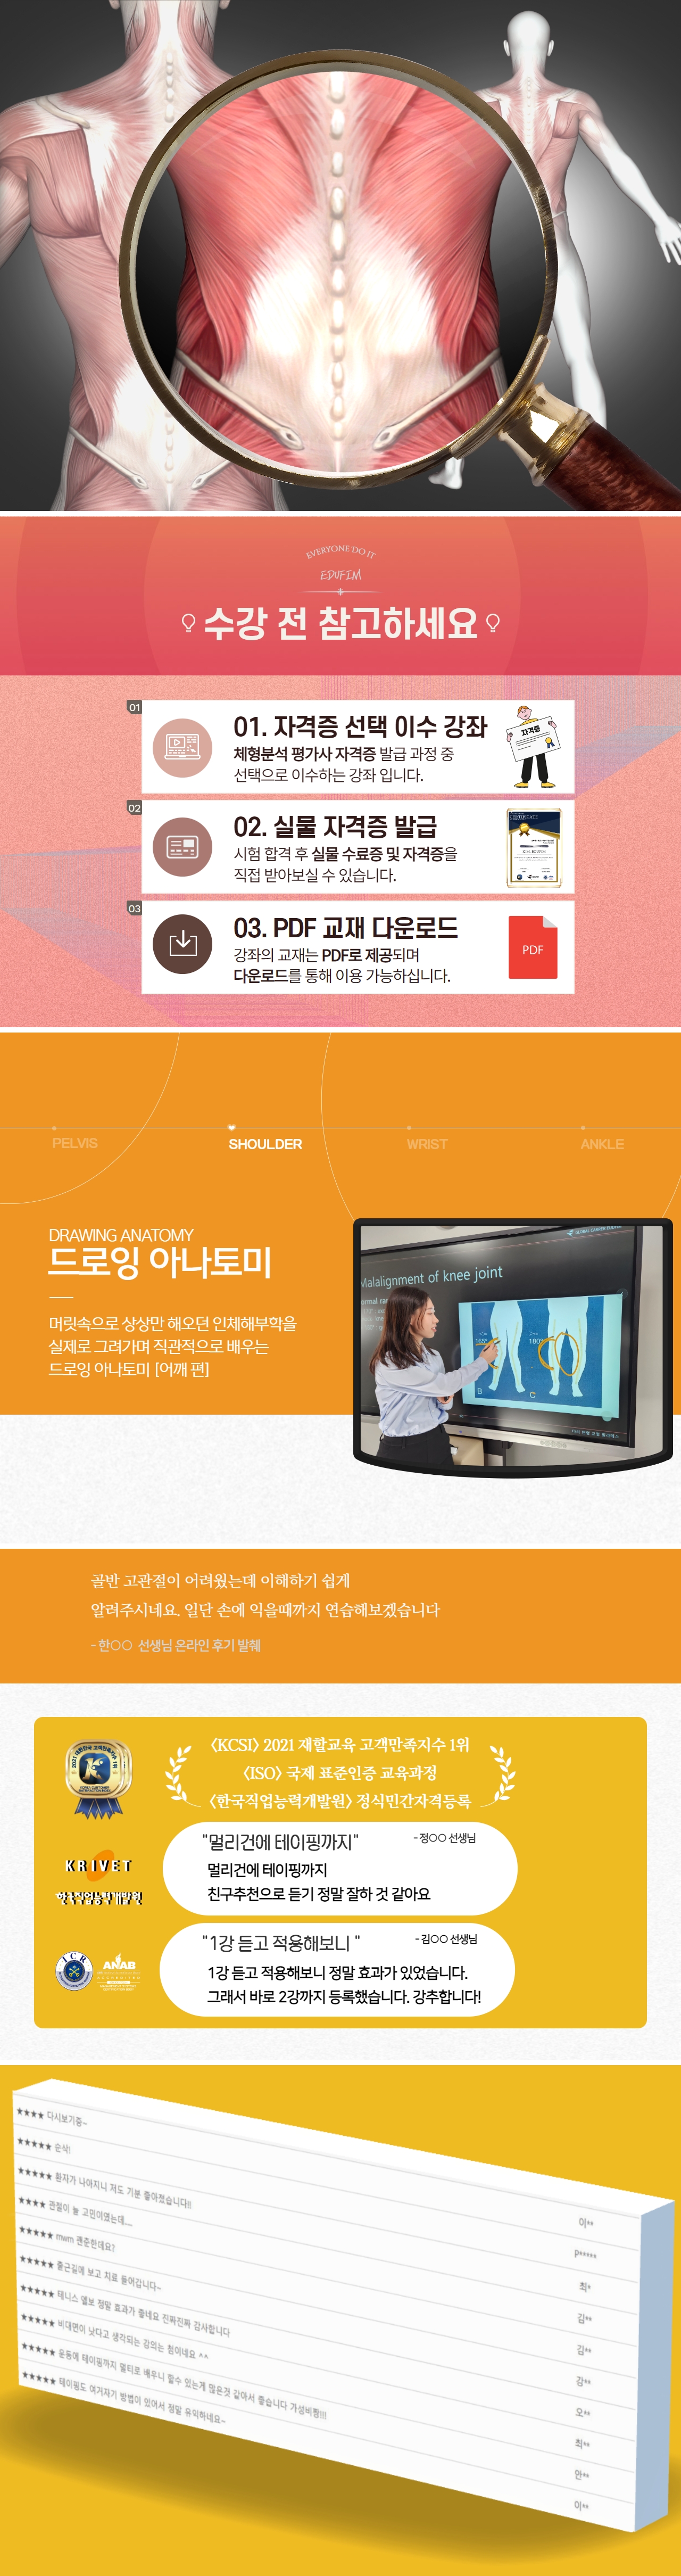 EVERYONE DO IT
EDUFIM
수강 전 참고하세요
01
01. 자격증 선택 이수 강좌
체형분석 평가사 자격증 발급 과정 중
선택으로 이수하는 강좌 입니다.
자격증
02
02. 실물 자격증 발급
시험 합격 후 실물 수료증 및 자격증을
직접 받아보실 수 있습니다.
CERTIFICATE
03
03. PDF 교재 다운로드
강좌의 교재는 PDF로 제공되며
다운로드를 통해 이용 가능하십니다.
PDF
PELVIS
SHOULDER
WRIST
ANKLE
DRAWING ANATOMY
드로잉 아나토미
머릿속으로 상상만 해오던 인체해부학을
실제로 그려가며 직관적으로 배우는
드로잉 아나토미 [어깨 편]
Malalignment of knee joint
180°
B
C
골반 고관절이 어려웠는데 이해하기 쉽게
알려주시네요. 일단 손에 익을때까지 연습해보겠습니다
- 한○○ 선생님 온라인 후기 발췌
<KCSI> 2021 재활교육 고객만족지수 1위
<ISO> 국제 표준인증 교육과정
<한국직업능력개발원> 정식민간자격등록
KRIVET
한국직업능력개발원
"멀리건에 테이핑까지"
- 정○○ 선생님
멀리건에 테이핑까지
친구추천으로 듣기 정말 잘하 것 같아요
ICR
ANAB
"1강 듣고 적용해보니 "
- 김○○ 선생님
1강 듣고 적용해보니 정말 효과가 있었습니다.
그래서 바로 2강까지 등록했습니다. 강추합니다!
★★★★ 다시보기중~
이**
★★★★★ 순삭!
P*****
★★★★★ 환자가 나아지니 저도 기분 좋아졌습니다!!
최*
★★★★ 관절이 늘 고민이였는데....
김**
★★★★★ mwm 괜춘한데요?
김**
★★★★★ 출근길에 보고 치료 들어갑니다~
김**
★★★★★ 테니스 엘보 정말 효과가 좋네요 진짜진짜 감사합니다
오**
★★★★★ 비대면이 낫다고 생각되는 강의는 첨이네요 ^^
최**
★★★★★ 운동에 테이핑까지 멀티로 배우니 할수 있는게 많은것 같아서 좋습니다 가성비짱!!!
안**
★★★★★ 테이핑도 여거자기 방법이 있어서 정말 유익하네요~
이**